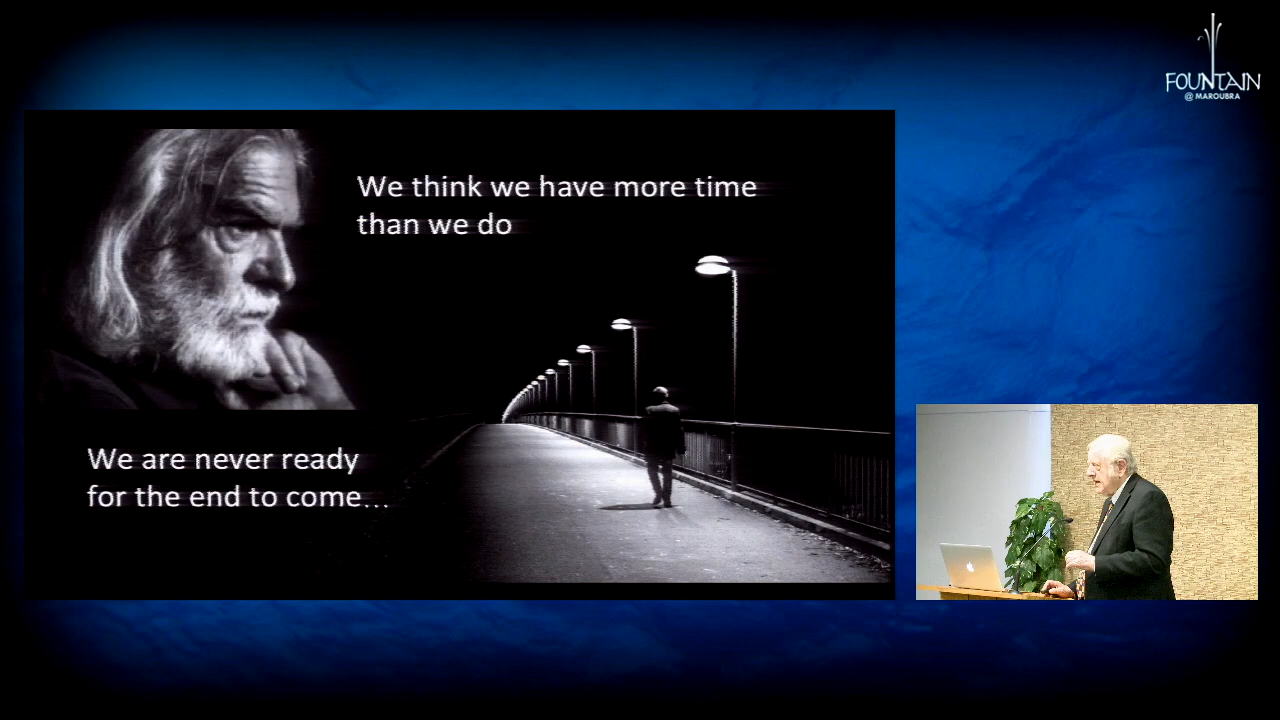 FOUNTAIN
@ MAROUBRA
We think we have more time
than we do
We are never ready
for the end to come...